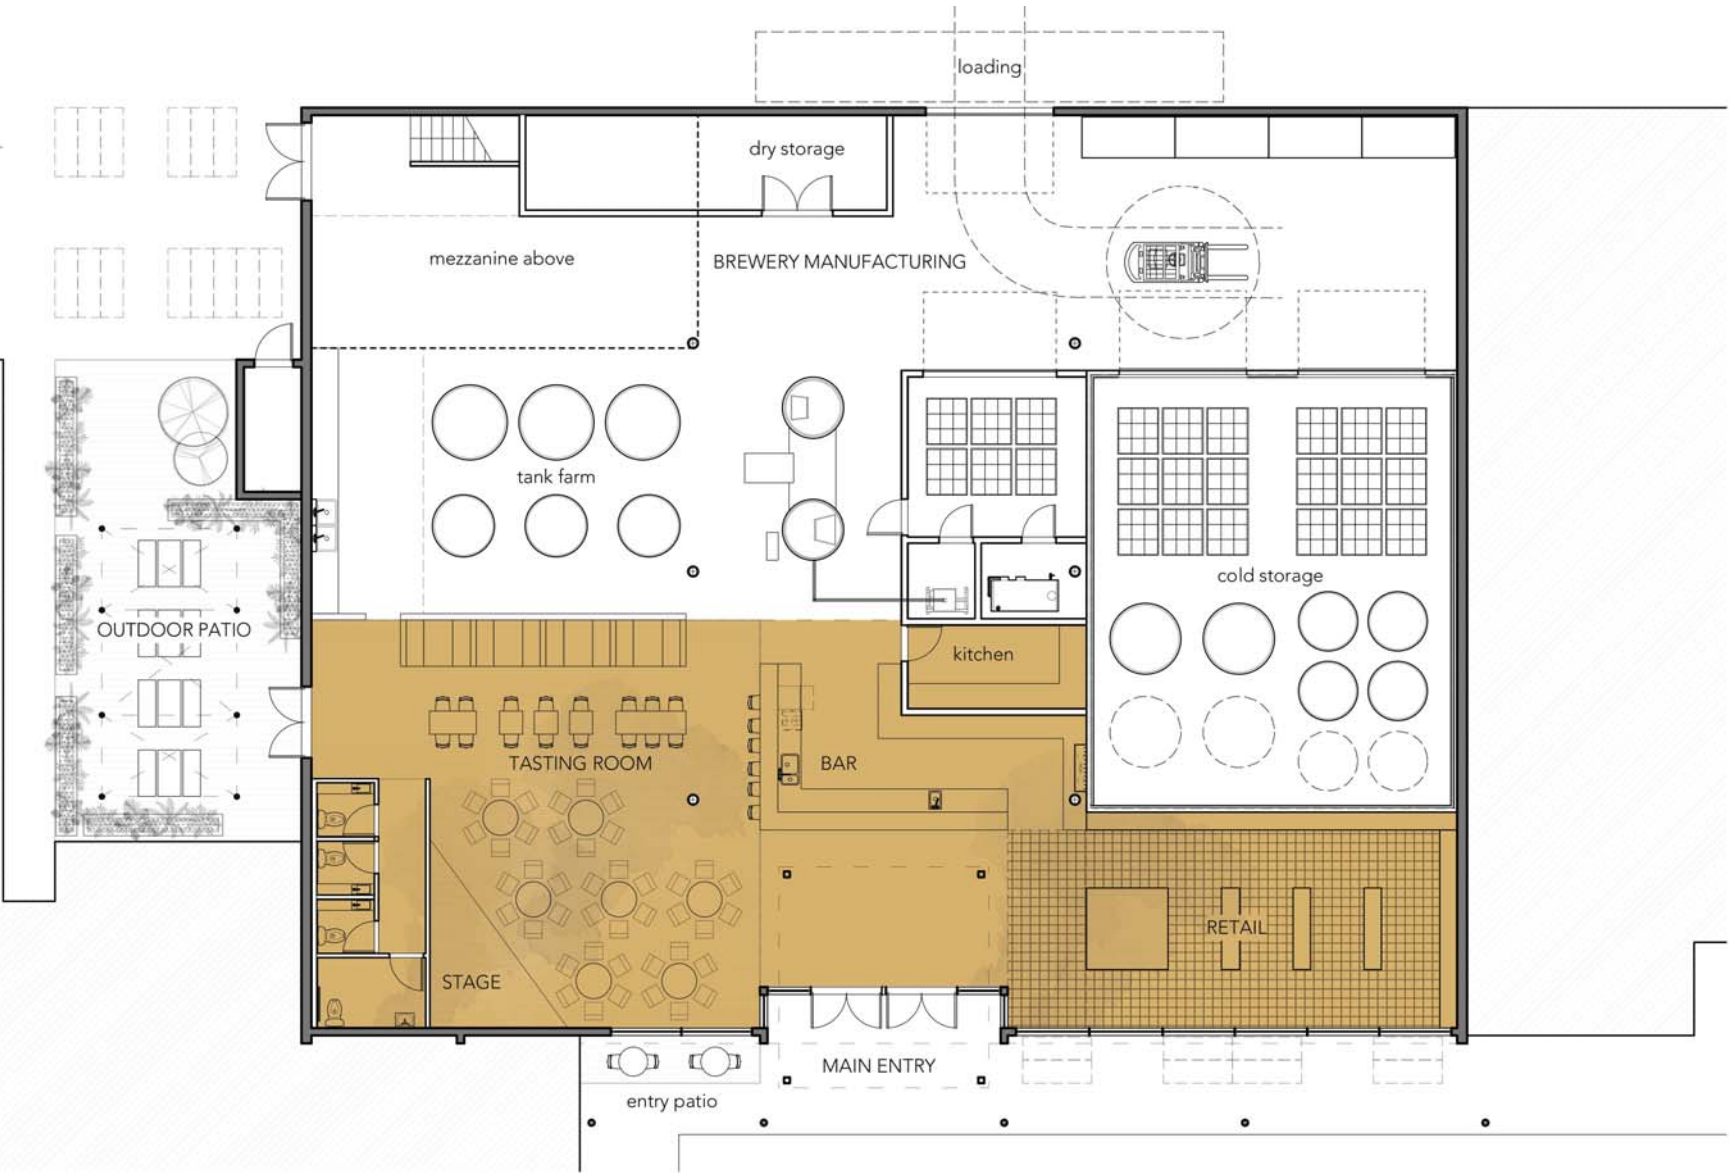 loading
dry storage
mezzanine above
BREWERY MANUFACTURING
tank farm
cold storage
OUTDOOR PATIO
kitchen
TASTING ROOM
BAR
RETAIL
STAGE
MAIN ENTRY
entry patio